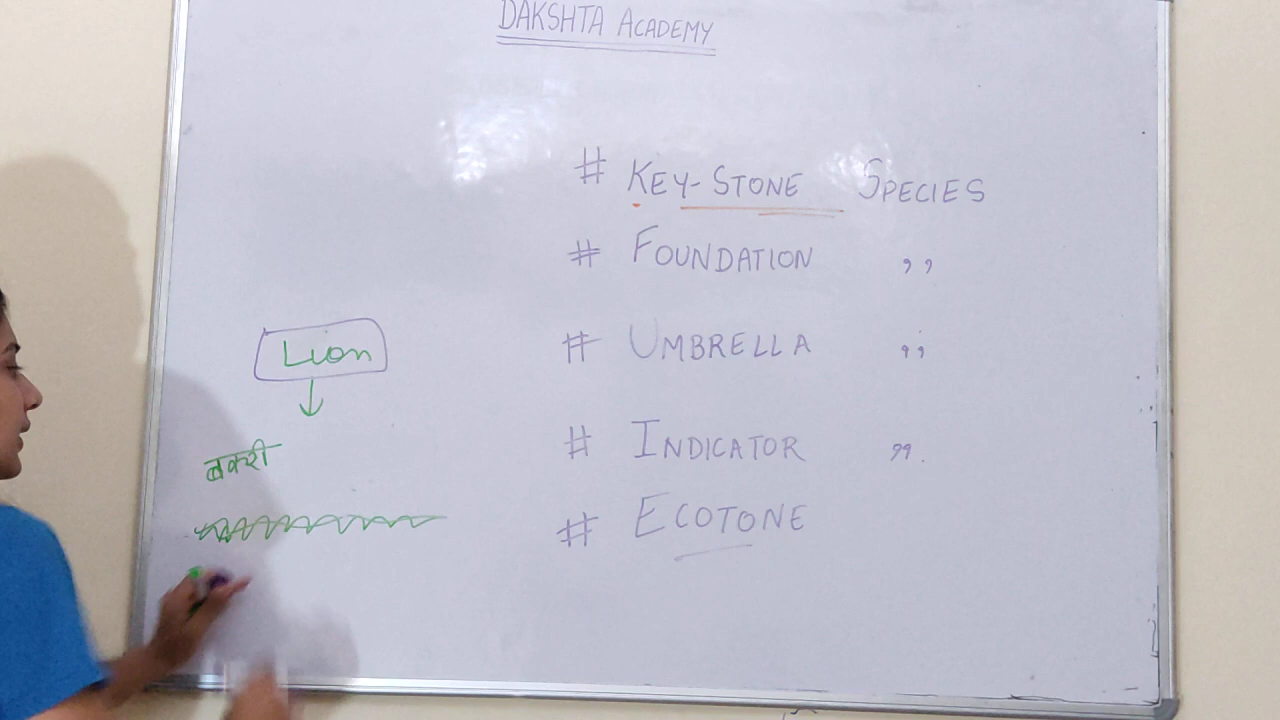 DAKSHTA ACADEMY
# KEY-STONE SPECIES
# FOUNDATION ,,
# UMBRELLA ,,
# INDICATOR ,,.
# ECOTONE
Lion
बकरी